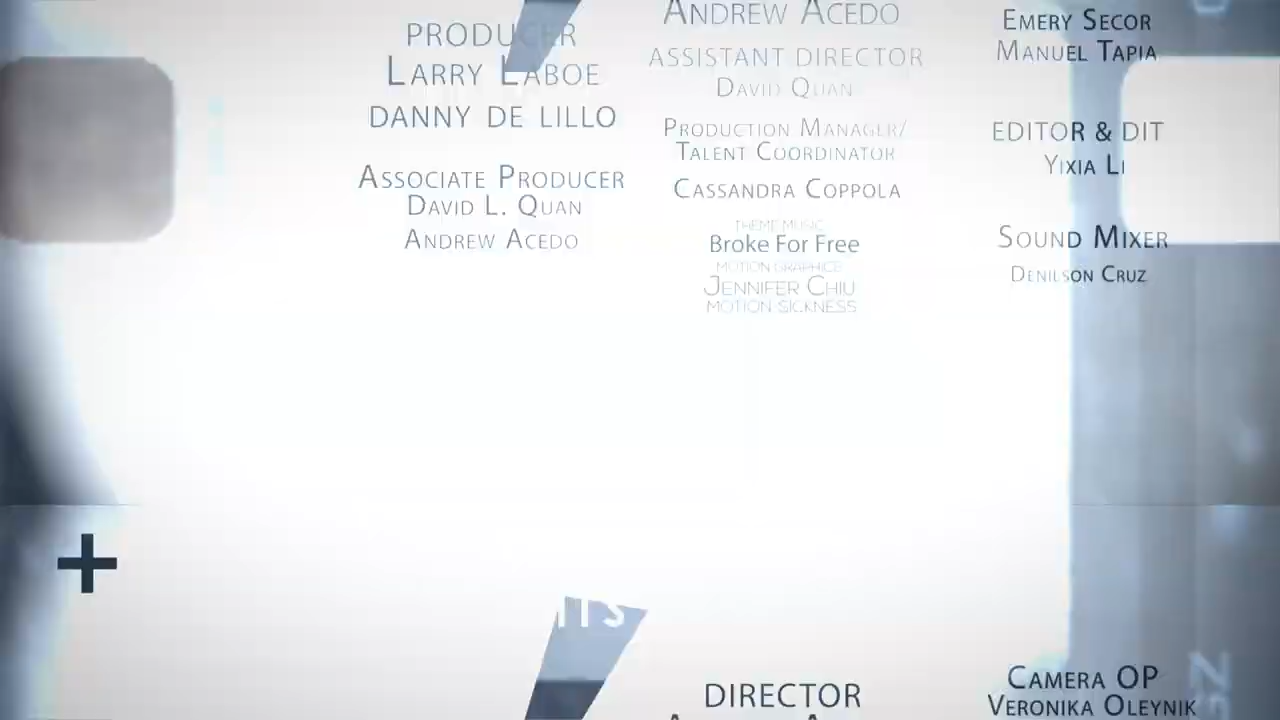 PRODUCER
LARRY LABOE
DANNY DE LILLO
ASSOCIATE PRODUCER
DAVID L. QUAN
ANDREW ACEDO
ANDREW ACEDO
ASSISTANT DIRECTOR
DAVID QUAN
PRODUCTION MANAGER/
TALENT COORDINATOR
CASSANDRA COPPOLA
THEME MUSIC
Broke For Free
MOTION GRAPHICS
JENNIFER CHIU
MOTION SICKNESS
EMERY SECOR
MANUEL TAPIA
EDITOR & DIT
YIXIA LI
SOUND MIXER
DENILSON CRUZ
DIRECTOR
CAMERA OP
VERONIKA OLEYNIK